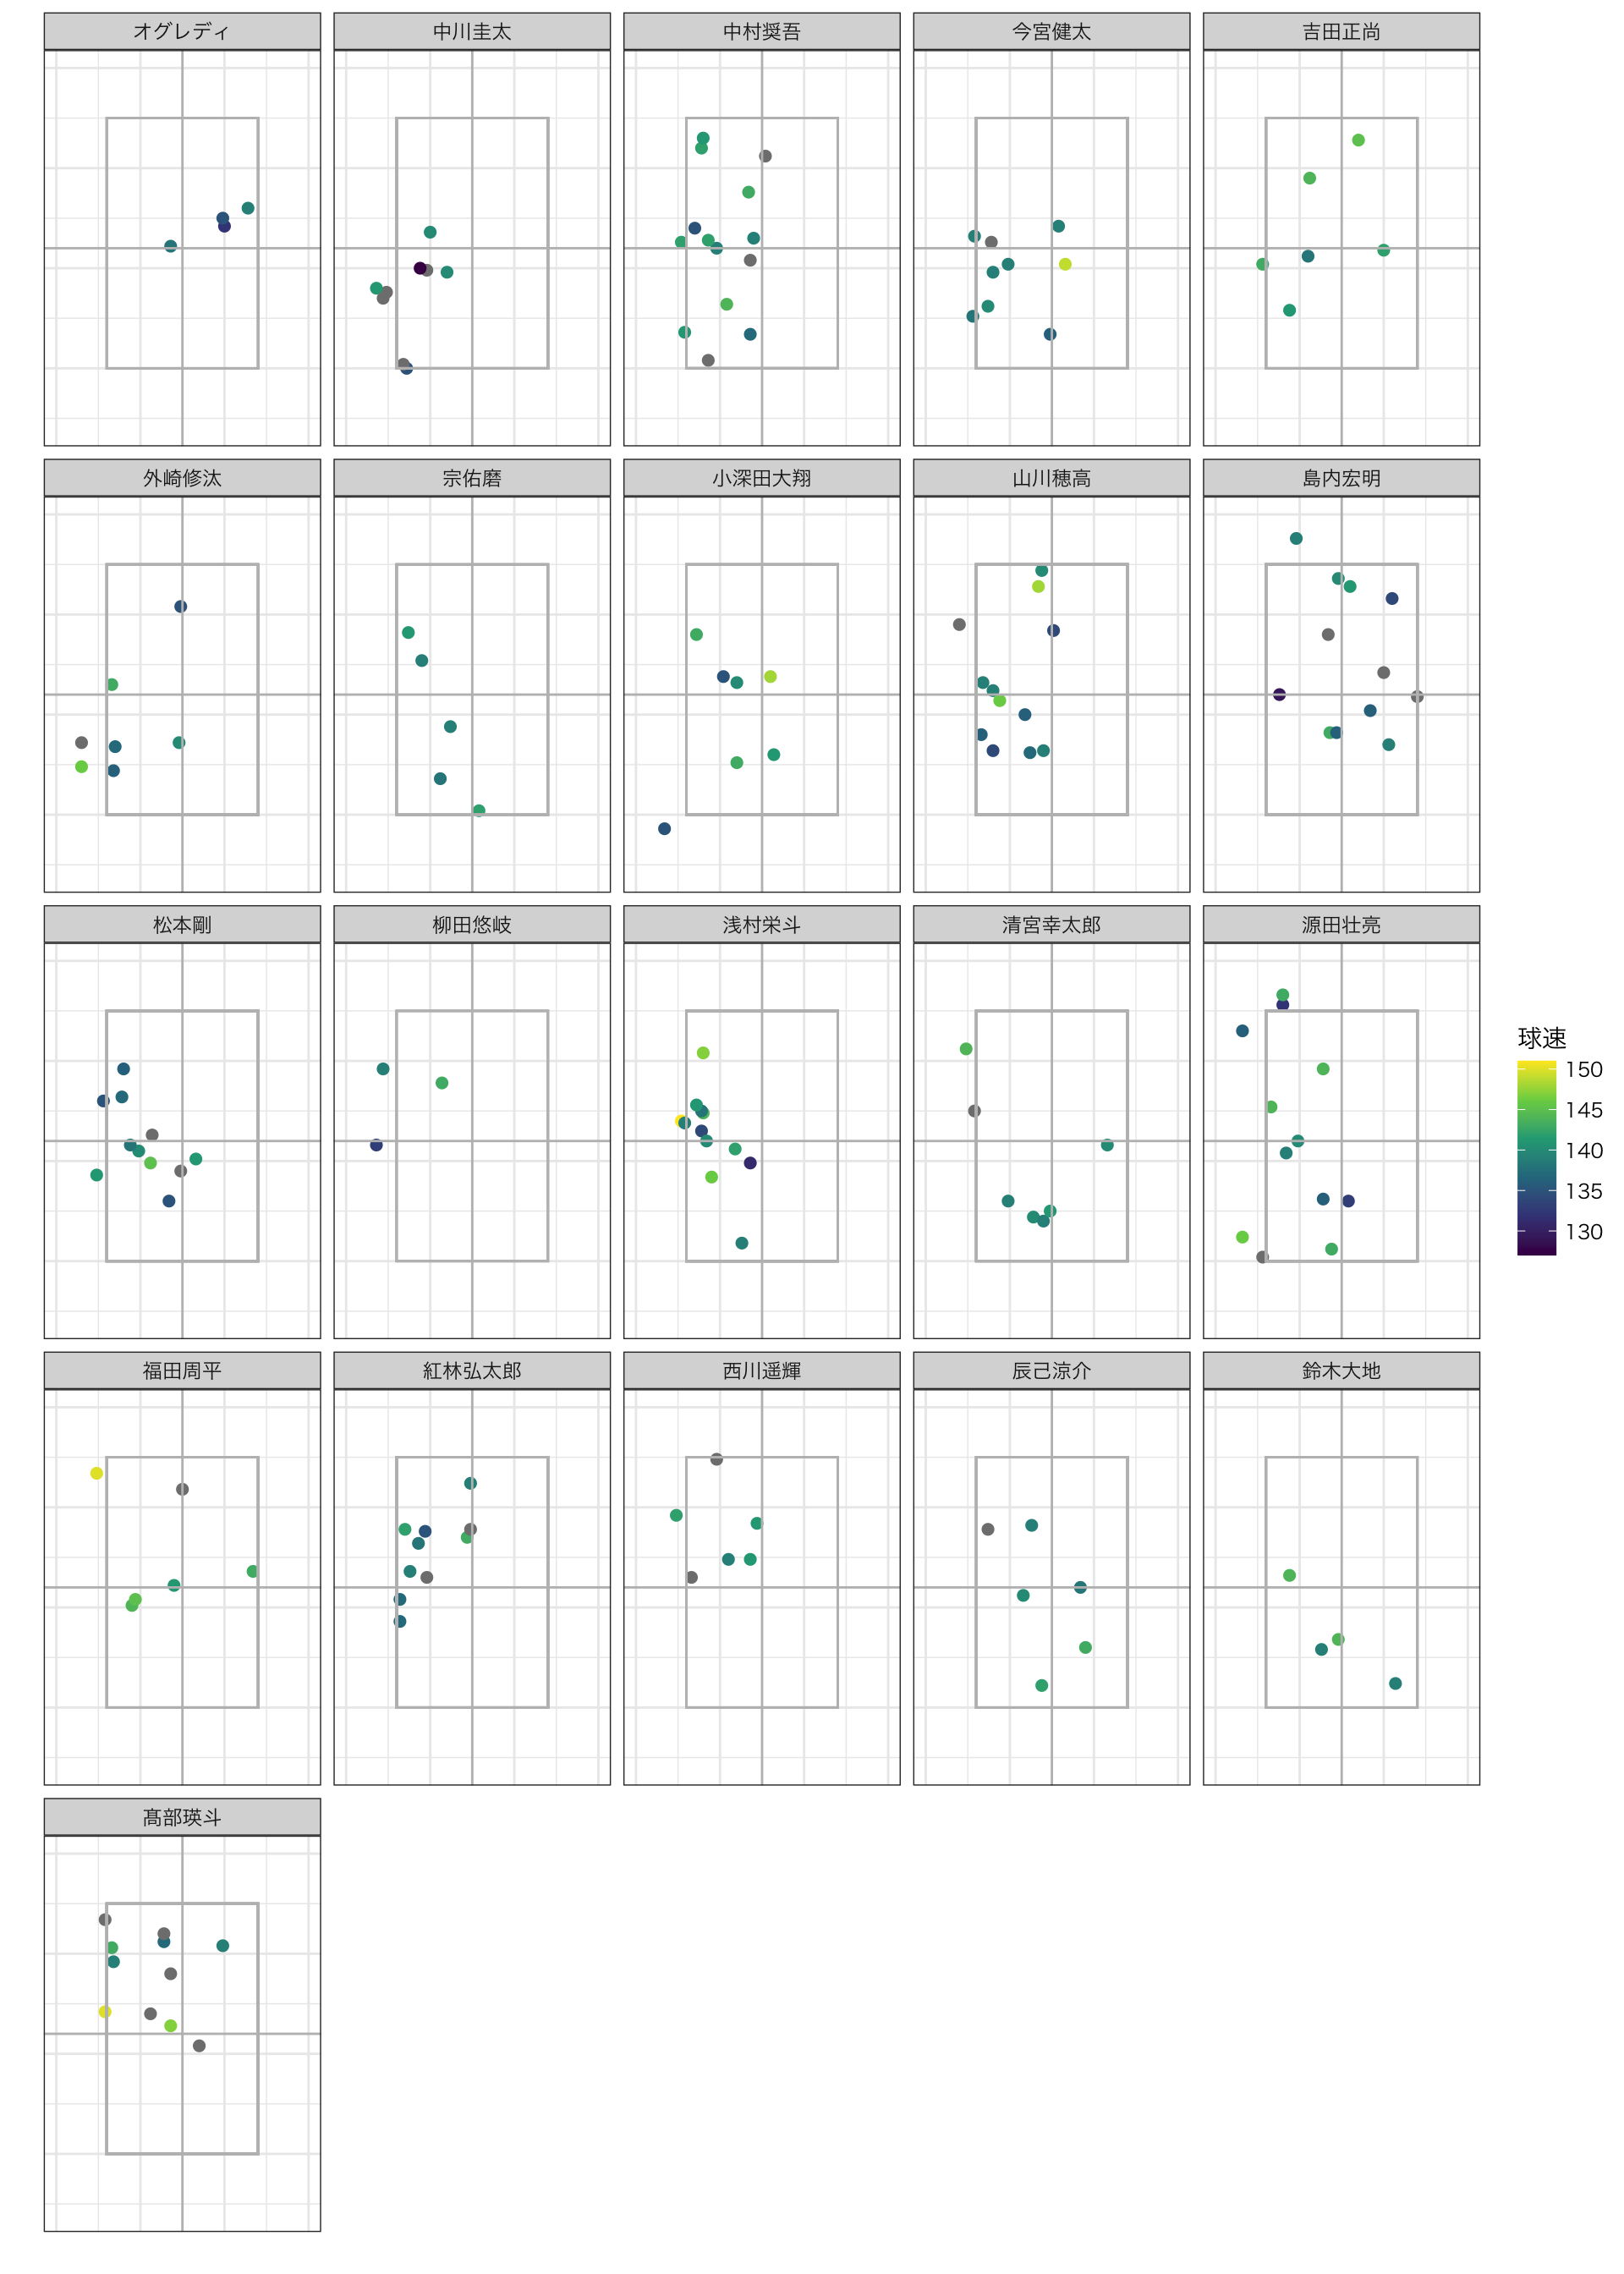 オグレディ
中川圭太
中村奨吾
今宮健太
吉田正尚
外崎修汰
宗佑磨
小深田大翔
山川穂高
島内宏明
松本剛
柳田悠岐
浅村栄斗
清宮幸太郎
源田壮亮
球速
150
145
140
135
130
福田周平
紅林弘太郎
西川遥輝
辰己涼介
鈴木大地
髙部瑛斗